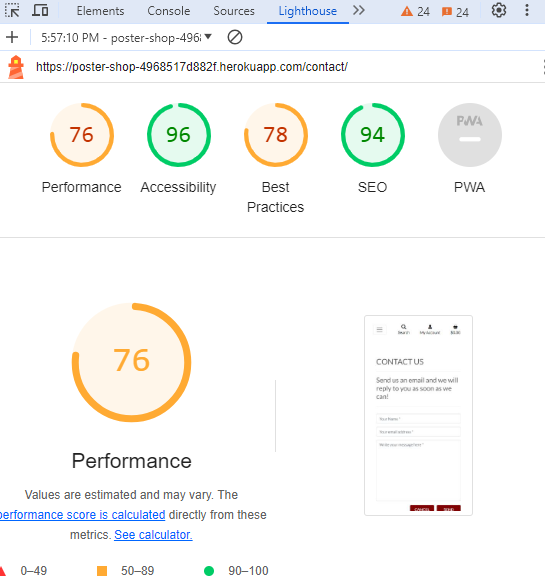 Elements Console Sources Lighthouse 24 24
5:57:10 PM - poster-shop-496
https://poster-shop-4968517d882f.herokuapp.com/contact/
76 96 78 94 PWA
Performance Accessibility Best Practices SEO PWA
76
Performance
Values are estimated and may vary. The
performance score is calculated directly from these
metrics. See calculator.
0–49 50–89 90–100
Search My Account
CONTACT US
Send us an email and we will
reply to you as soon as we
can!
Your Name *
Your email address *
Write your message here *
CANCEL SEND